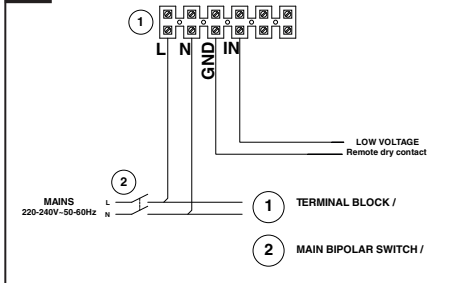 1
L N GND IN
LOW VOLTAGE
Remote dry contact
2
MAINS
220-240V~50-60Hz
L
N
1 TERMINAL BLOCK /
2 MAIN BIPOLAR SWITCH /